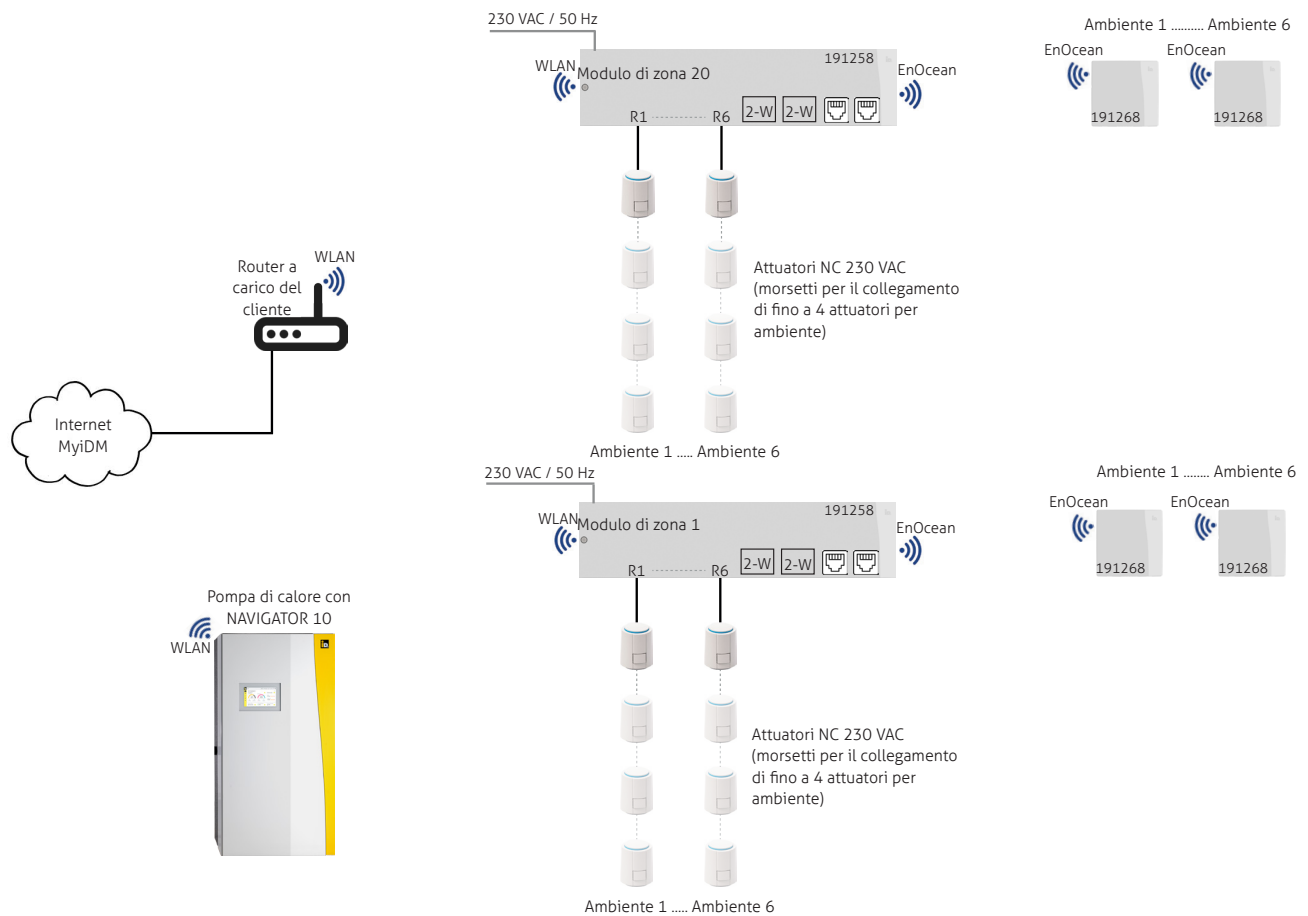 230 VAC / 50 Hz
WLAN
Modulo di zona 20
191258
EnOcean
R1
R6
2-W
2-W
Ambiente 1 .......... Ambiente 6
EnOcean
EnOcean
191268
191268
Attuatori NC 230 VAC
(morsetti per il collegamento
di fino a 4 attuatori per
ambiente)
Ambiente 1 ..... Ambiente 6
Router a
carico del
cliente
WLAN
Internet
MyiDM
230 VAC / 50 Hz
WLAN
Modulo di zona 1
191258
EnOcean
R1
R6
2-W
2-W
Ambiente 1 ........ Ambiente 6
EnOcean
EnOcean
191268
191268
Pompa di calore con
NAVIGATOR 10
WLAN
Attuatori NC 230 VAC
(morsetti per il collegamento
di fino a 4 attuatori per
ambiente)
Ambiente 1 ..... Ambiente 6